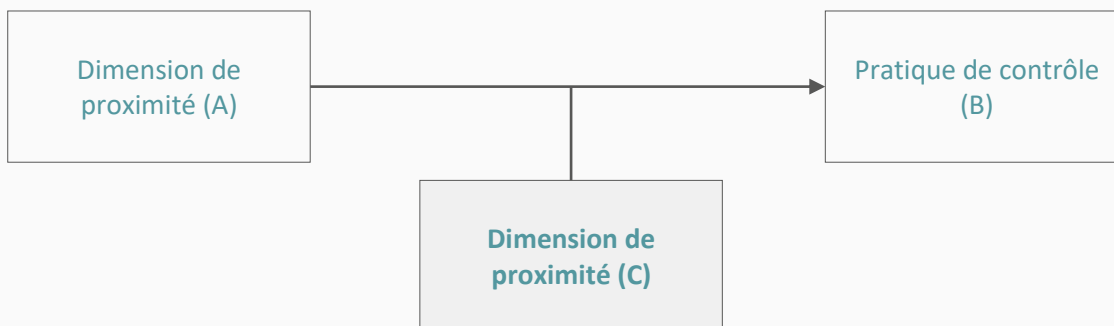 Dimension de
proximité (A)
Pratique de contrôle
(B)
Dimension de
proximité (C)